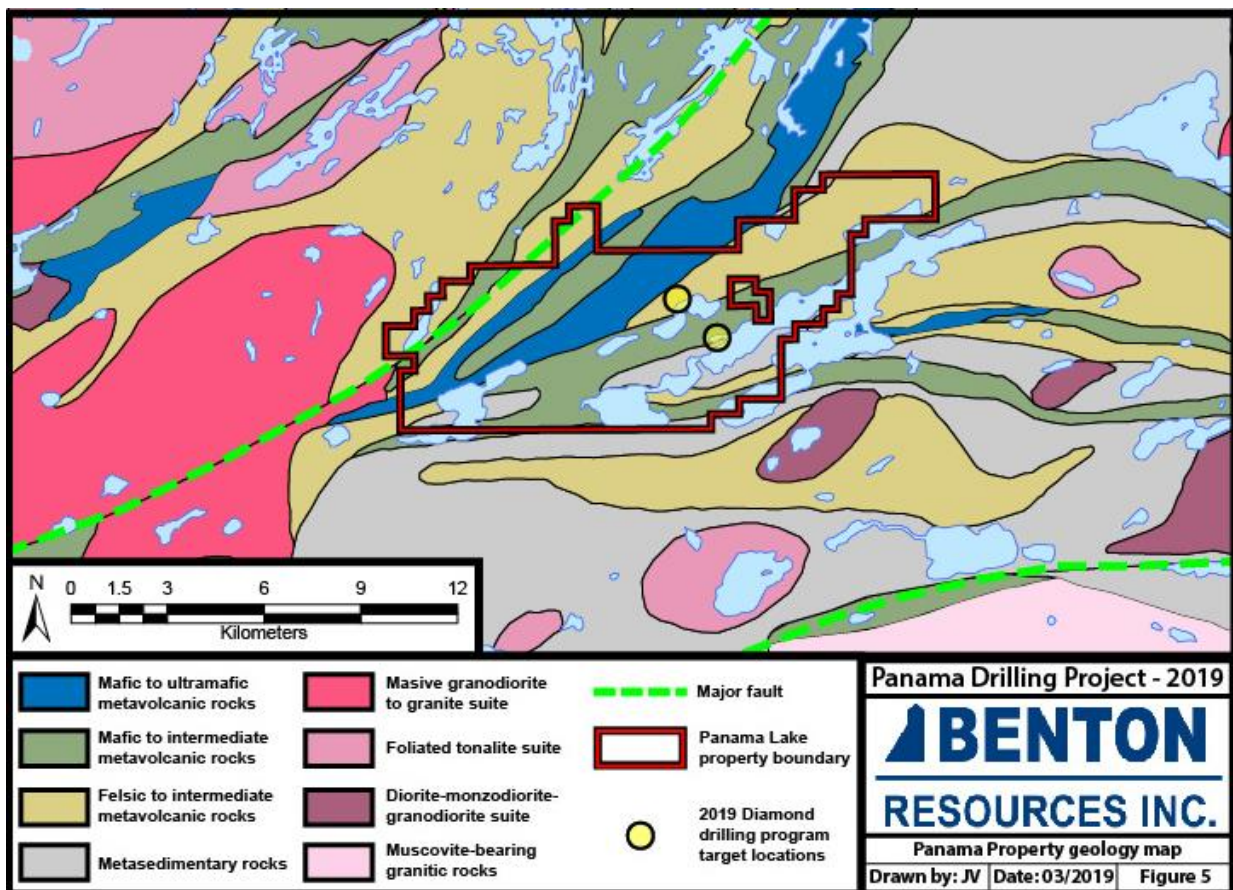 N
0 1.5 3 6 9 12
Kilometers
Mafic to ultramafic
metavolcanic rocks
Mafic to intermediate
metavolcanic rocks
Felsic to intermediate
metavolcanic rocks
Metasedimentary rocks
Masive granodiorite
to granite suite
Foliated tonalite suite
Diorite-monzodiorite-
granodiorite suite
Muscovite-bearing
granitic rocks
Major fault
Panama Lake
property boundary
2019 Diamond
drilling program
target locations
Panama Drilling Project - 2019
BENTON
RESOURCES INC.
Panama Property geology map
Drawn by: JV Date: 03/2019 Figure 5